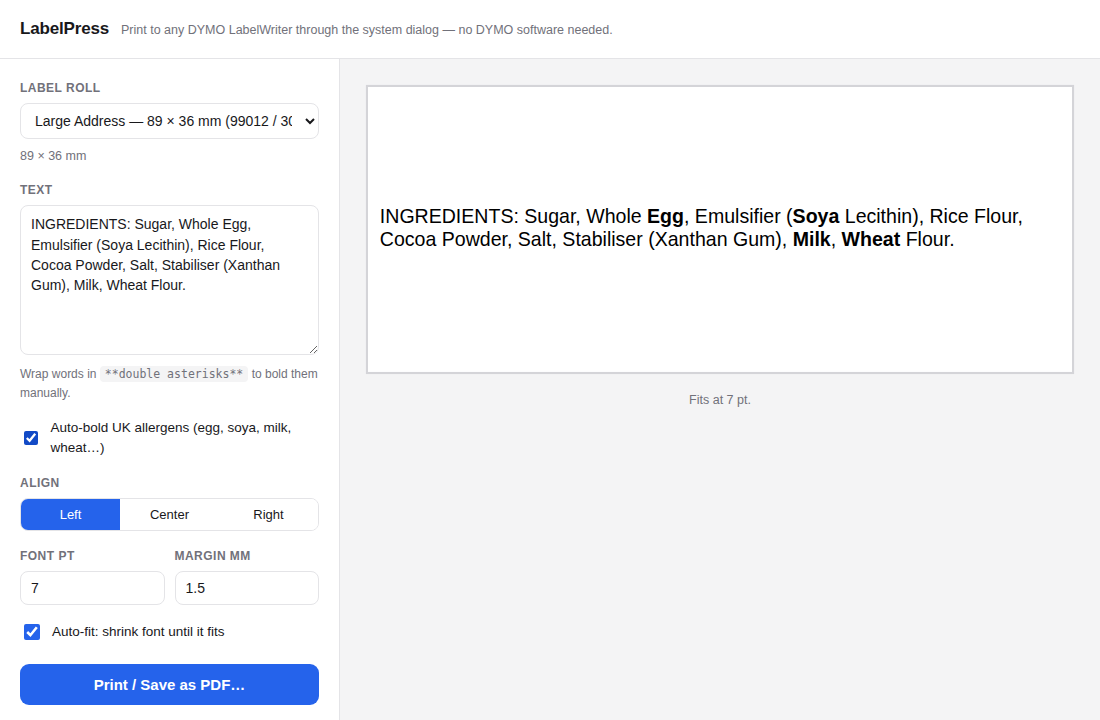 LabelPress Print to any DYMO LabelWriter through the system dialog — no DYMO software needed.
LABEL ROLL
Large Address — 89 × 36 mm (99012 / 30
89 × 36 mm
TEXT
INGREDIENTS: Sugar, Whole Egg,
Emulsifier (Soya Lecithin), Rice Flour,
Cocoa Powder, Salt, Stabiliser (Xanthan
Gum), Milk, Wheat Flour.
Wrap words in **double asterisks** to bold them
manually.
Auto-bold UK allergens (egg, soya, milk,
wheat…)
ALIGN
Left Center Right
FONT PT MARGIN MM
7 1.5
Auto-fit: shrink font until it fits
Print / Save as PDF…
INGREDIENTS: Sugar, Whole Egg, Emulsifier (Soya Lecithin), Rice Flour,
Cocoa Powder, Salt, Stabiliser (Xanthan Gum), Milk, Wheat Flour.
Fits at 7 pt.